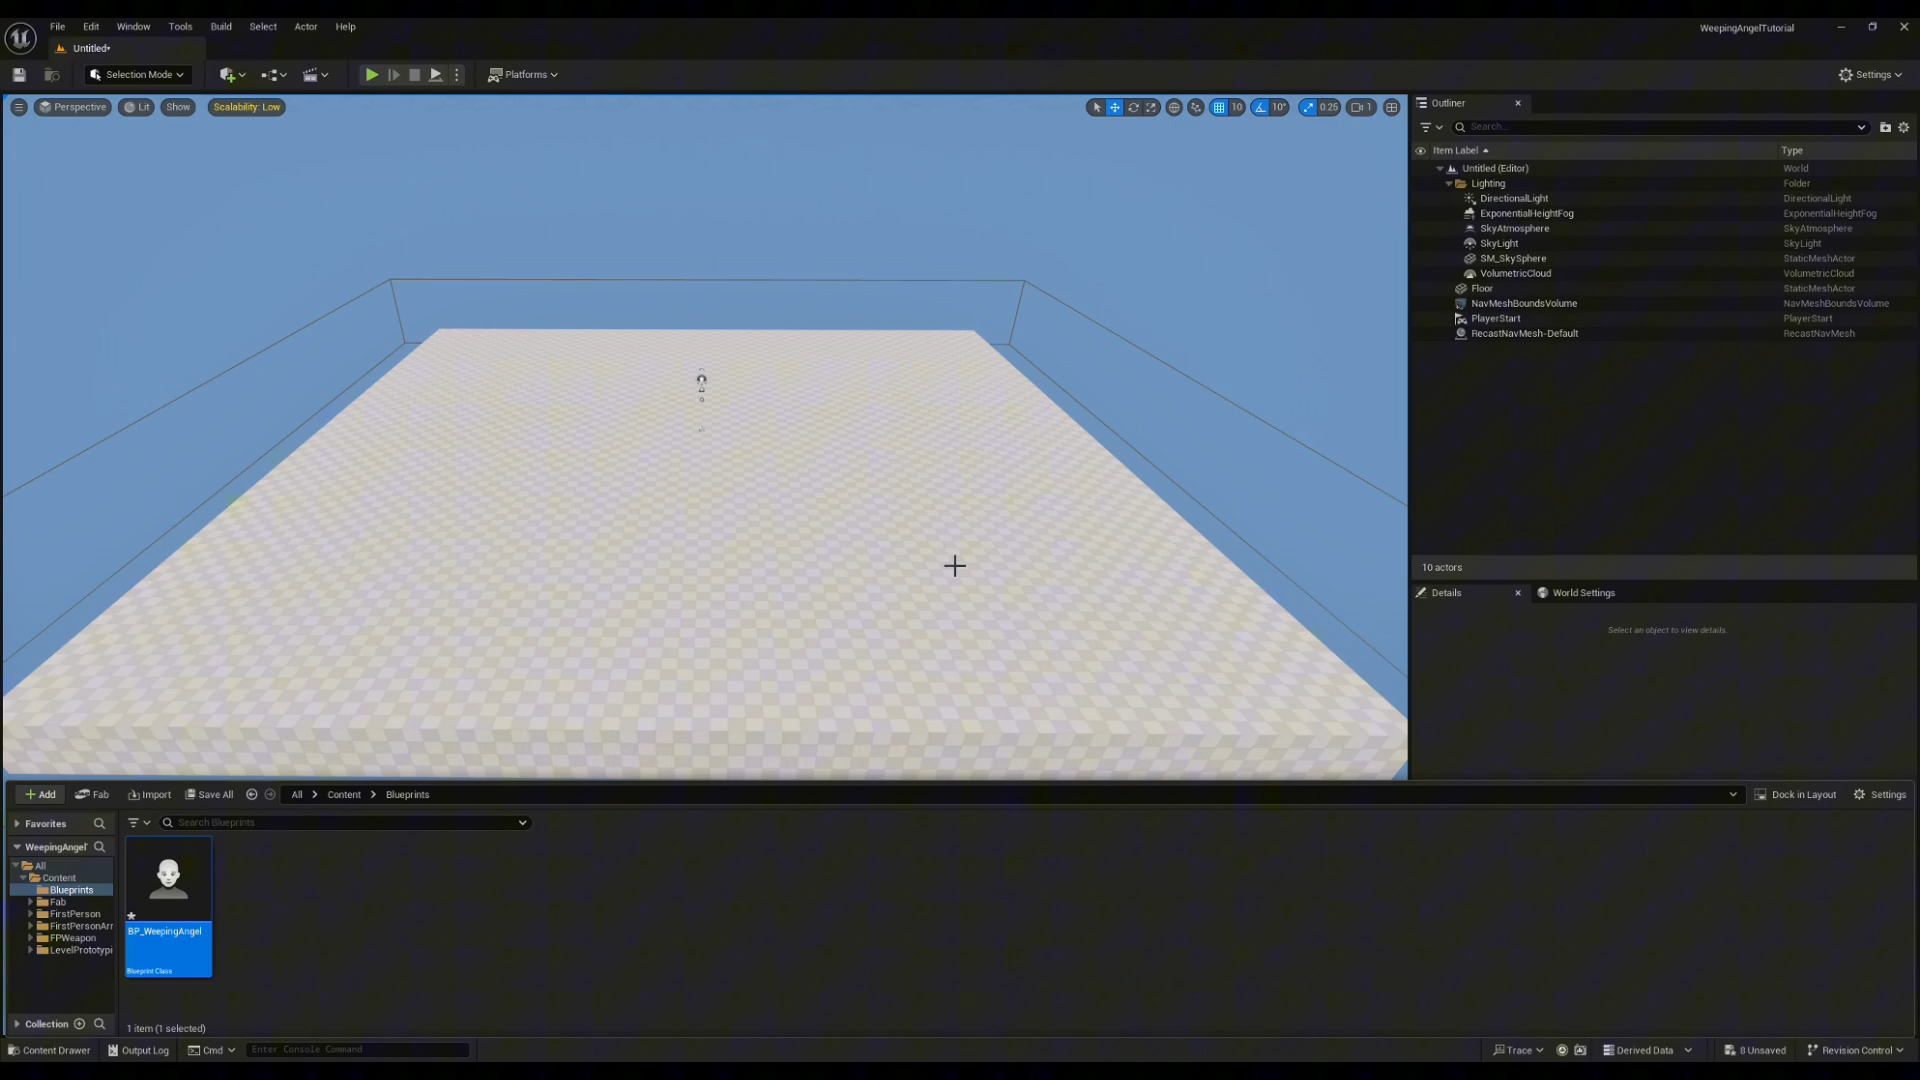 File Edit Window Tools Build Select Actor Help
WeepingAngelTutorial
Untitled*
Selection Mode
Platforms
Settings
Perspective Lit Show Scalability: Low
10 10° 0.25 1
Outliner
Search...
Item Label Type
Untitled (Editor) World
Lighting Folder
DirectionalLight DirectionalLight
ExponentialHeightFog ExponentialHeightFog
SkyAtmosphere SkyAtmosphere
SkyLight SkyLight
SM_SkySphere StaticMeshActor
VolumetricCloud VolumetricCloud
Floor StaticMeshActor
NavMeshBoundsVolume NavMeshBoundsVolume
PlayerStart PlayerStart
RecastNavMesh-Default RecastNavMesh
10 actors
Details World Settings
Select an object to view details.
Add Fab Import Save All All Content Blueprints Dock in Layout Settings
Favorites
Search Blueprints
WeepingAngel
All
Content
Blueprints
Fab
FirstPerson
FirstPersonArr
FPWeapon
LevelPrototypi
BP_WeepingAngel
Blueprint Class
Collection
1 item (1 selected)
Content Drawer Output Log Cmd Enter Console Command Trace Derived Data 8 Unsaved Revision Control